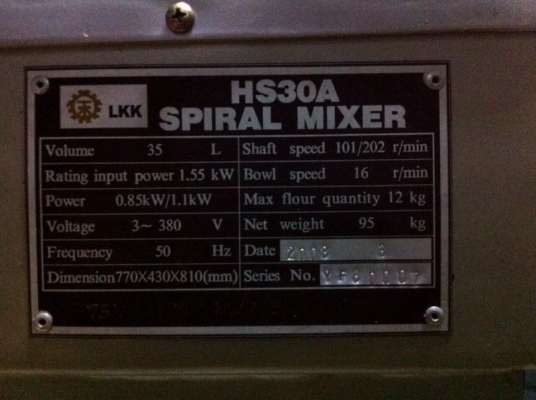 LKK
HS30A
SPIRAL MIXER
Volume 35 L
Rating input power 1.55 kW
Power 0.85kW/1.1kW
Voltage 3~ 380 V
Frequency 50 Hz
Dimension770X430X810(mm)
Shaft speed 101/202 r/min
Bowl speed 16 r/min
Max flour quantity 12 kg
Net weight 95 kg
Date 2008 8
Series No.